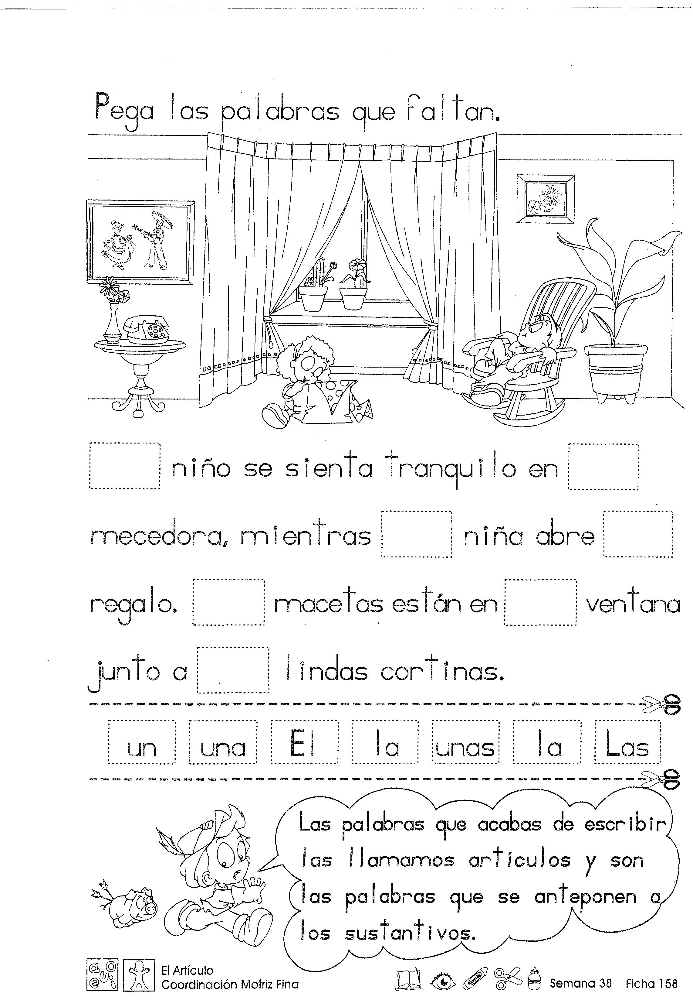 Pega las palabras que faltan.
niño se sienta tranquilo en
mecedora, mientras niña abre
regalo. macetas están en ventana
junto a lindas cortinas.
un una El la unas la Las
Las palabras que acabas de escribir
las llamamos artículos y son
las palabras que se anteponen a
los sustantivos.
a o e u i
El Artículo
Coordinación Motriz Fina
Semana 38 Ficha 158